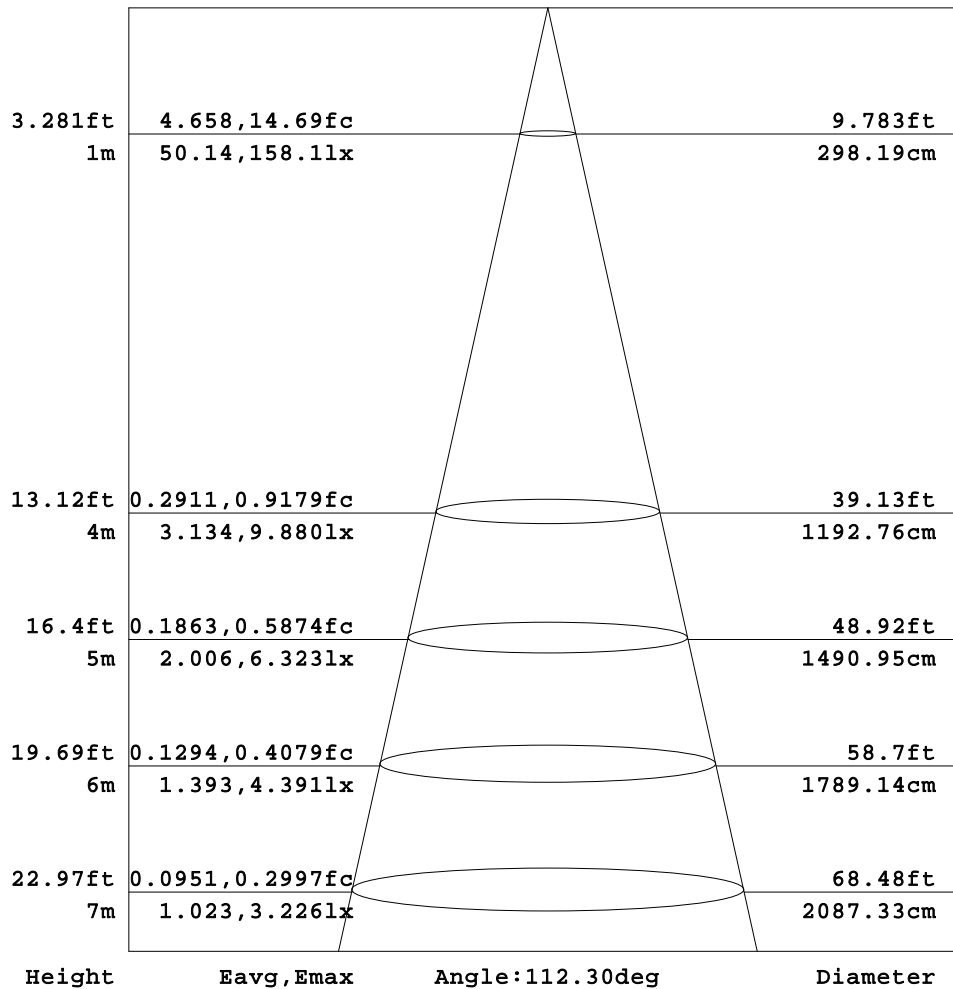 3.281ft 4.658,14.69fc 9.783ft
1m 50.14,158.1lx 298.19cm
13.12ft 0.2911,0.9179fc 39.13ft
4m 3.134,9.880lx 1192.76cm
16.4ft 0.1863,0.5874fc 48.92ft
5m 2.006,6.323lx 1490.95cm
19.69ft 0.1294,0.4079fc 58.7ft
6m 1.393,4.391lx 1789.14cm
22.97ft 0.0951,0.2997fc 68.48ft
7m 1.023,3.226lx 2087.33cm
Height Eavg,Emax Angle:112.30deg Diameter